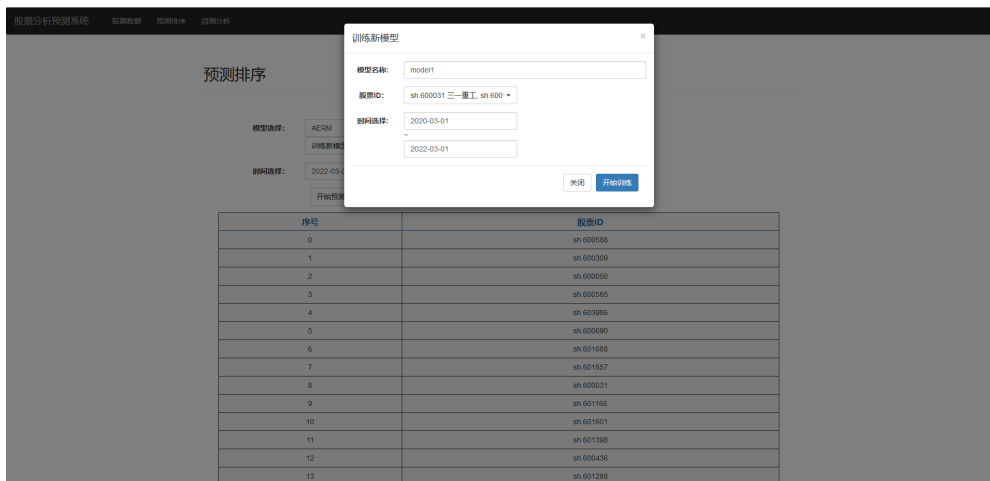 股票分析预测系统 股票数据 预测排序 回测分析
训练新模型 ×
模型名称: model1
股票ID: sh.600031 三一重工, sh.600
时间选择: 2020-03-01
~
2022-03-01
关闭 开始训练
预测排序
模型选择: AERM
训练新模
时间选择: 2022-03-
开始预测
序号 股票ID
0 sh.600588
1 sh.600309
2 sh.600050
3 sh.600585
4 sh.603986
5 sh.600690
6 sh.601688
7 sh.601857
8 sh.600031
9 sh.601166
10 sh.601601
11 sh.601398
12 sh.600436
13 sh.601288